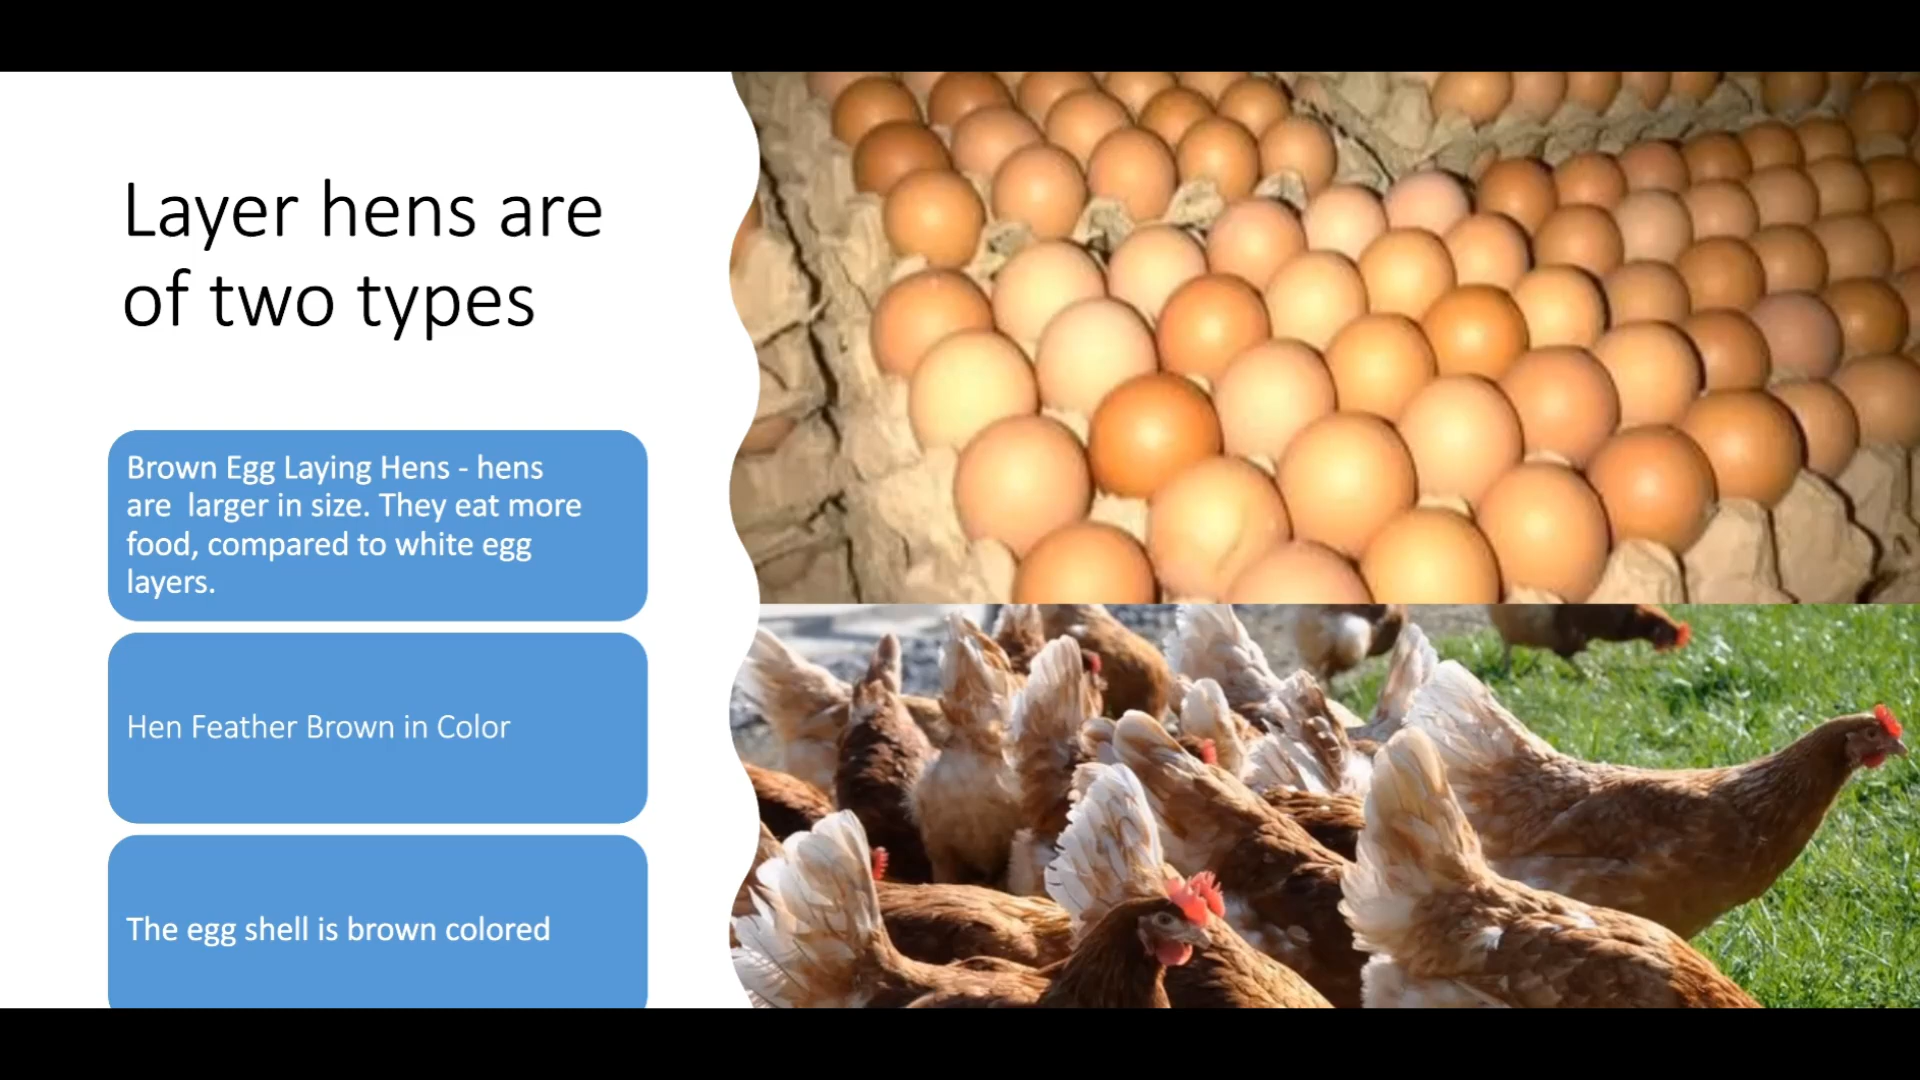 Layer hens are
of two types
Brown Egg Laying Hens - hens
are  larger in size. They eat more
food, compared to white egg
layers.
Hen Feather Brown in Color
The egg shell is brown colored